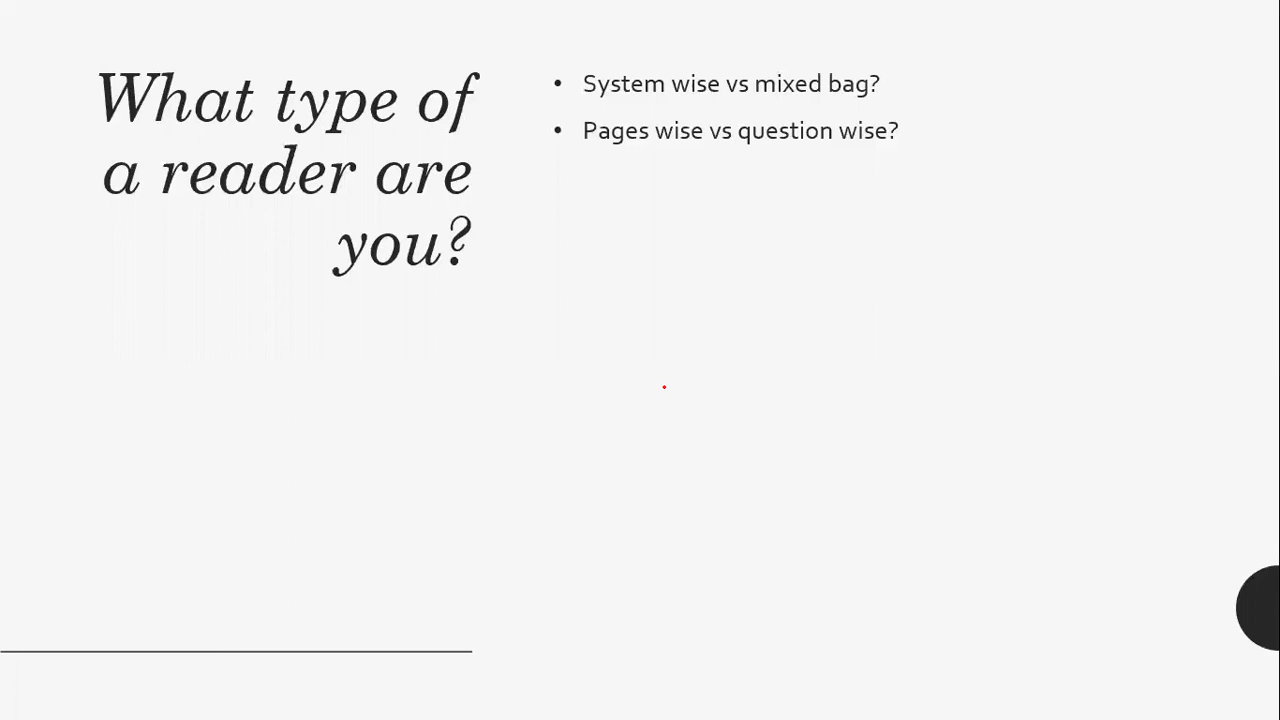 What type of
a reader are
you?
• System wise vs mixed bag?
• Pages wise vs question wise?